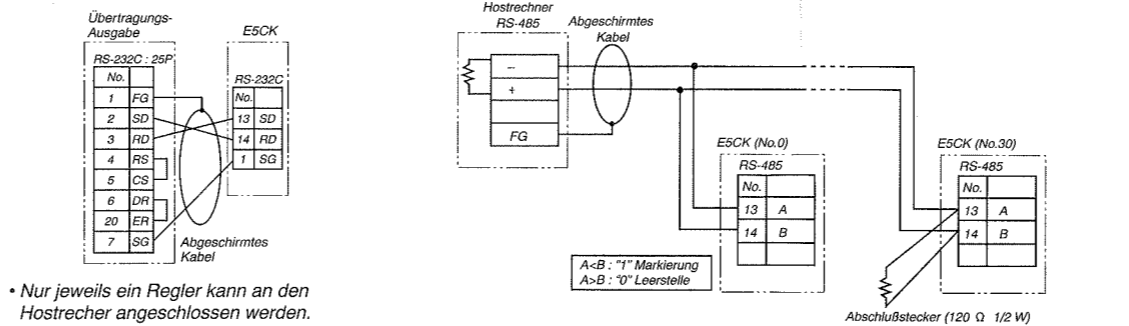 Übertragungs-
Ausgabe
E5CK
RS-232C : 25P
No.
1 FG
2 SD
3 RD
4 RS
5 CS
6 DR
20 ER
7 SG
RS-232C
No.
13 SD
14 RD
1 SG
Abgeschirmtes
Kabel
• Nur jeweils ein Regler kann an den
Hostrecher angeschlossen werden.
Hostrechner
RS-485
Abgeschirmtes
Kabel
–
+
FG
E5CK (No.0)
RS-485
No.
13 A
14 B
E5CK (No.30)
RS-485
No.
13 A
14 B
A<B : "1" Markierung
A>B : "0" Leerstelle
Abschlußstecker (120 Ω 1/2 W)